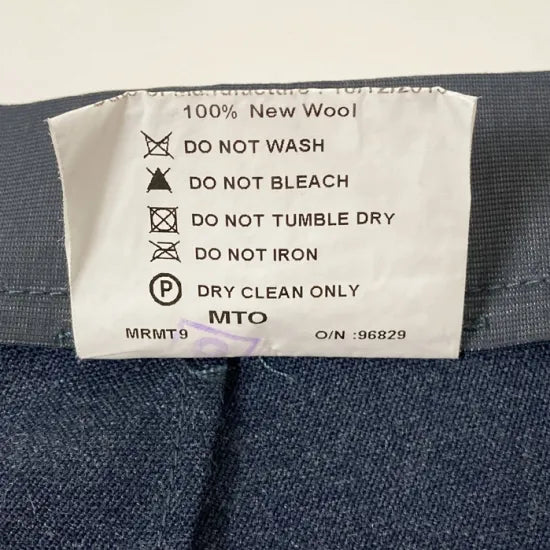 100% New Wool
DO NOT WASH
DO NOT BLEACH
DO NOT TUMBLE DRY
DO NOT IRON
P DRY CLEAN ONLY
MTO
MRMT9 O/N :96829